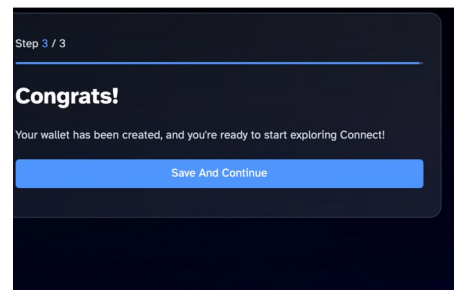 Step 3 / 3
Congrats!
Your wallet has been created, and you're ready to start exploring Connect!
Save And Continue